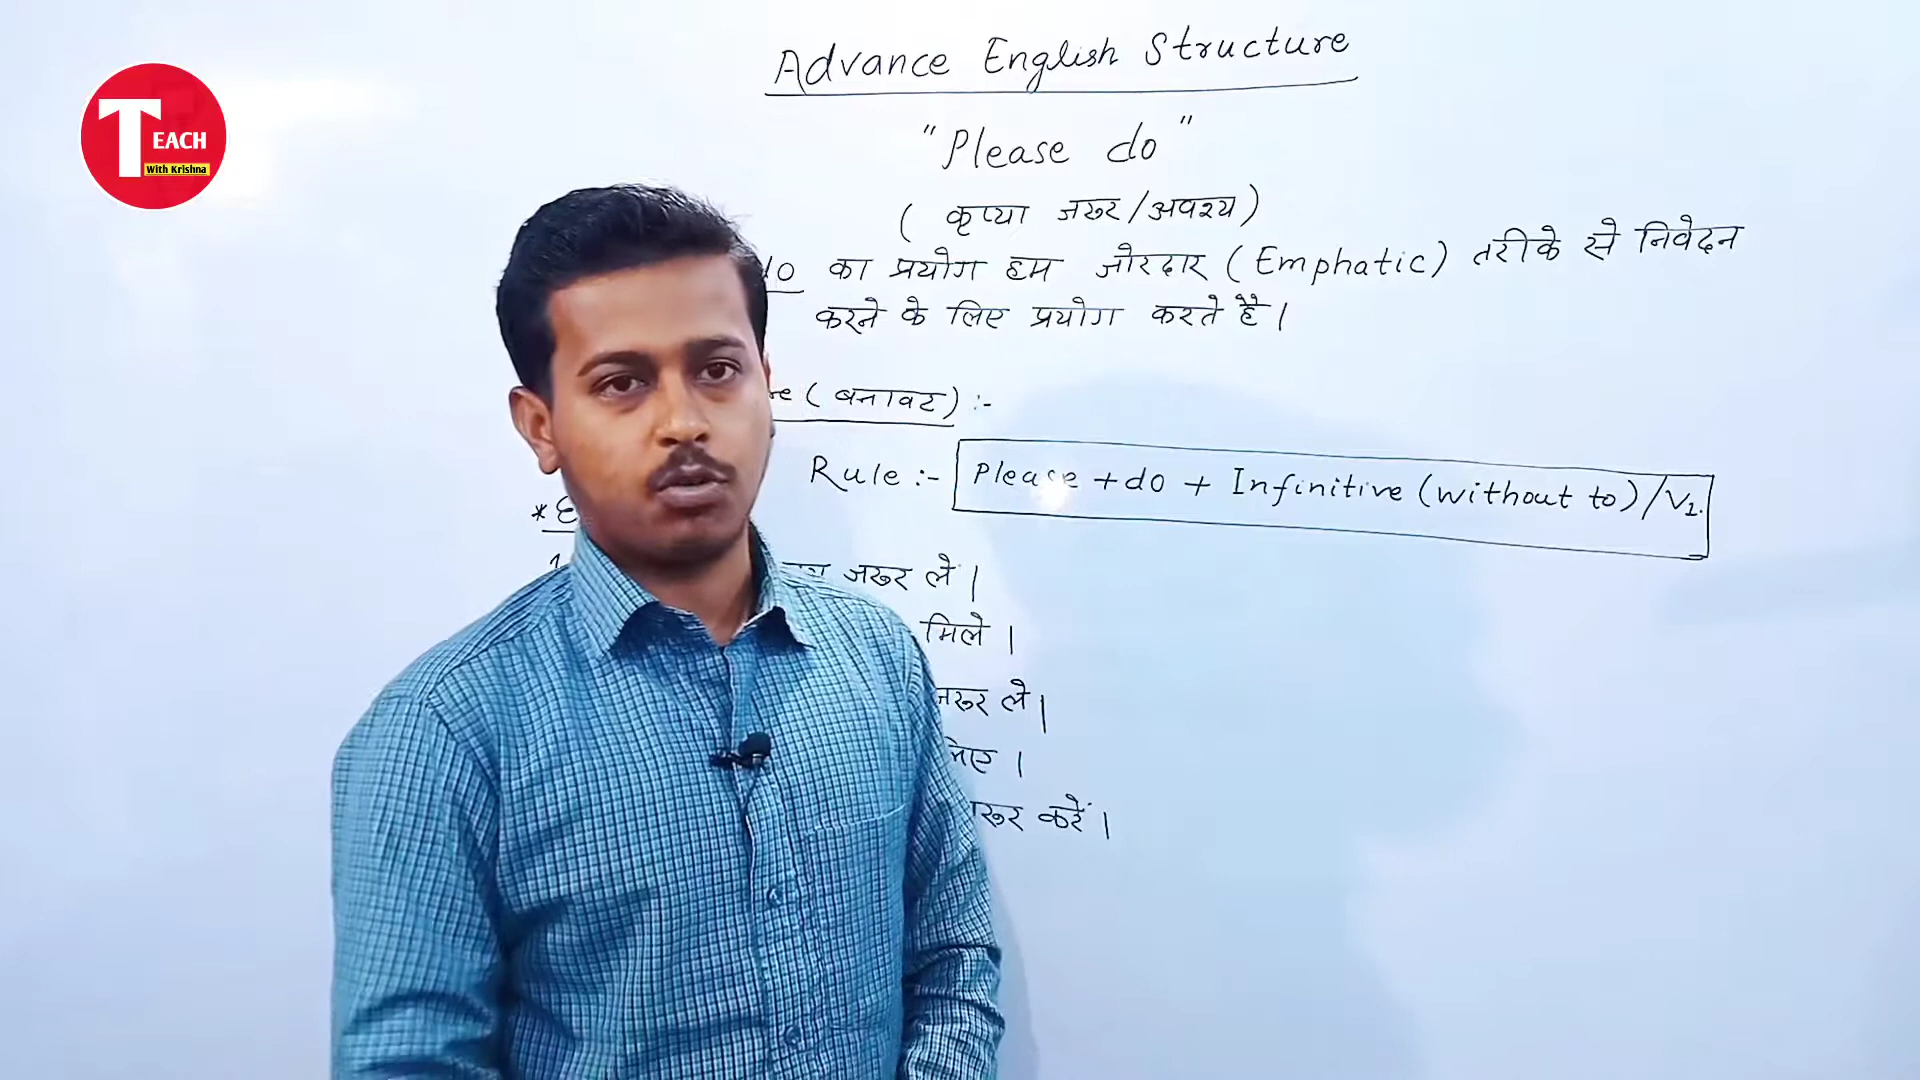 TEACH
With Krishna
Advance English Structure
"Please do"
( कृप्या जरूर/अवश्य)
do का प्रयोग हम जोरदार (Emphatic) तरीके से निवेदन
करने के लिए प्रयोग करते है।
(बनावट) :-
Rule :- Please +do + Infinitive (without to)/V1.
जरूर ले।
मिले।
जरूर ले।
।
करें।